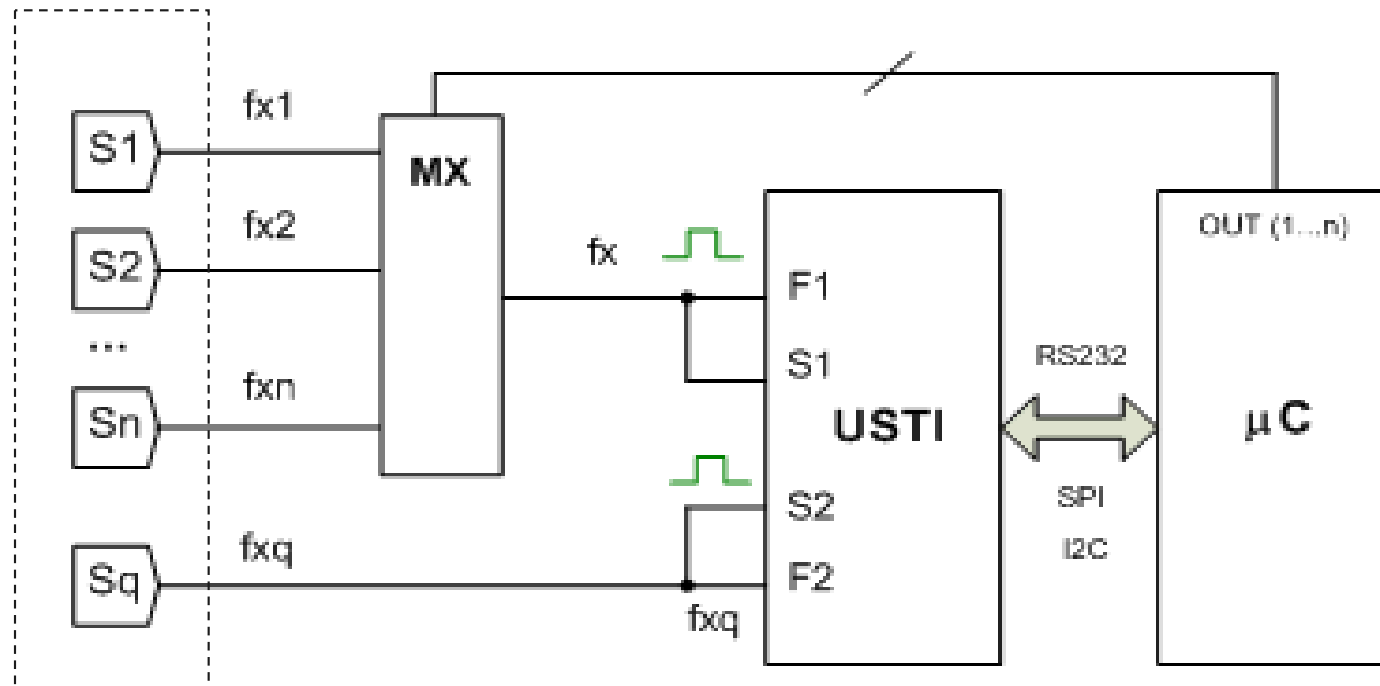 fx1
S1
MX
fx2
S2
OUT (1...n)
fx
F1
...
S1
RS232
fxn
Sn
USTI
µC
S2
SPI
fxq
I2C
Sq
F2
fxq